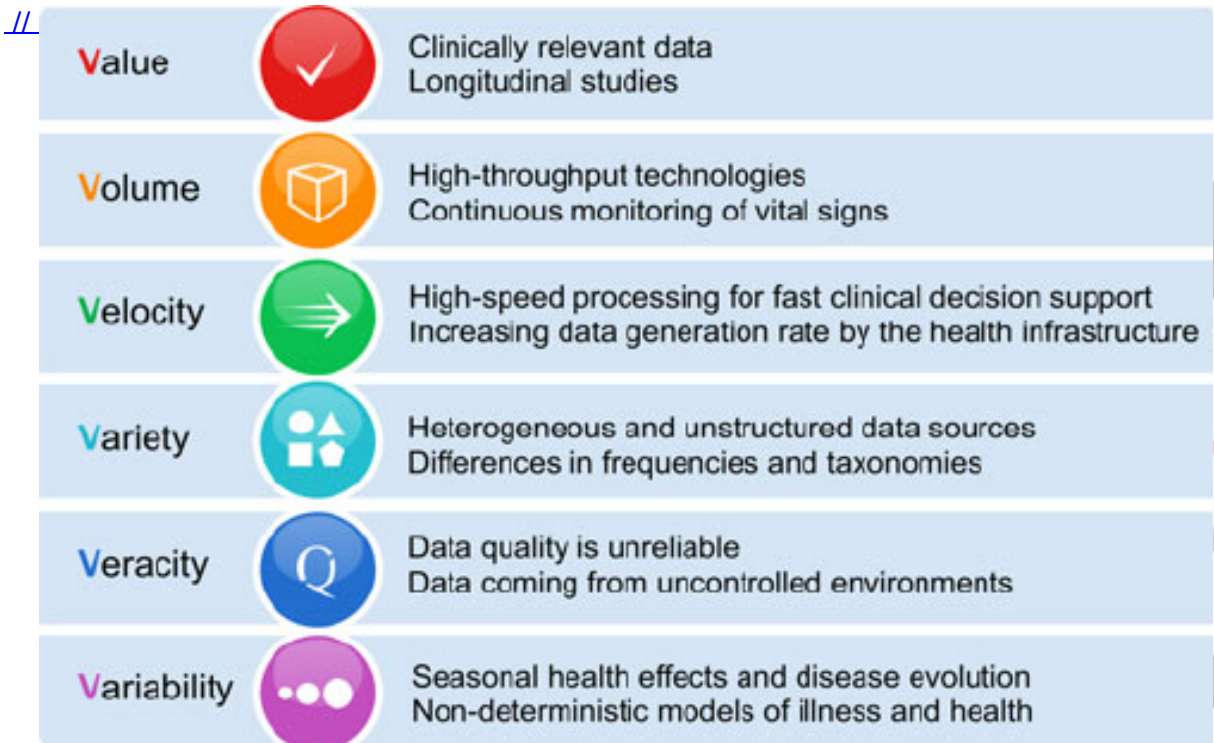 //
Value
Clinically relevant data
Longitudinal studies
Volume
High-throughput technologies
Continuous monitoring of vital signs
Velocity
High-speed processing for fast clinical decision support
Increasing data generation rate by the health infrastructure
Variety
Heterogeneous and unstructured data sources
Differences in frequencies and taxonomies
Veracity
Q
Data quality is unreliable
Data coming from uncontrolled environments
Variability
Seasonal health effects and disease evolution
Non-deterministic models of illness and health